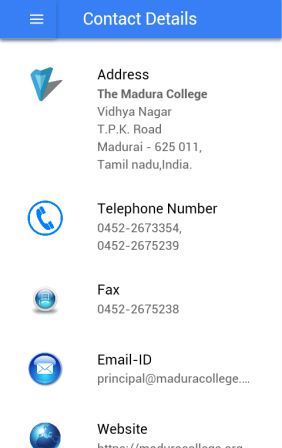 Contact Details
Address
The Madura College
Vidhya Nagar
T.P.K. Road
Madurai - 625 011,
Tamil nadu,India.
Telephone Number
0452-2673354,
0452-2675239
Fax
0452-2675238
Email-ID
principal@maduracollege....
Website
https://maduracollege.org